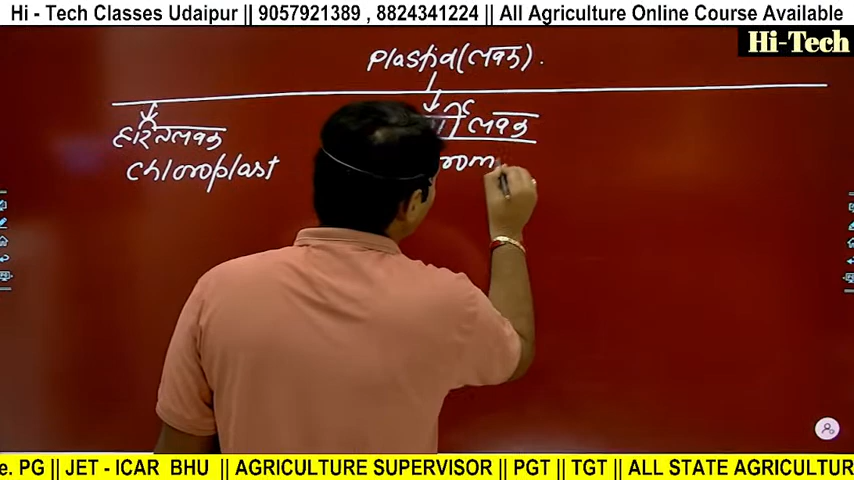 Hi - Tech Classes Udaipur || 9057921389 , 8824341224 || All Agriculture Online Course Available
Hi-Tech
Plastid (लवक) .
हरितलवक
लवक
Chloroplast
rom
e. PG || JET - ICAR BHU || AGRICULTURE SUPERVISOR || PGT || TGT || ALL STATE AGRICULTUR